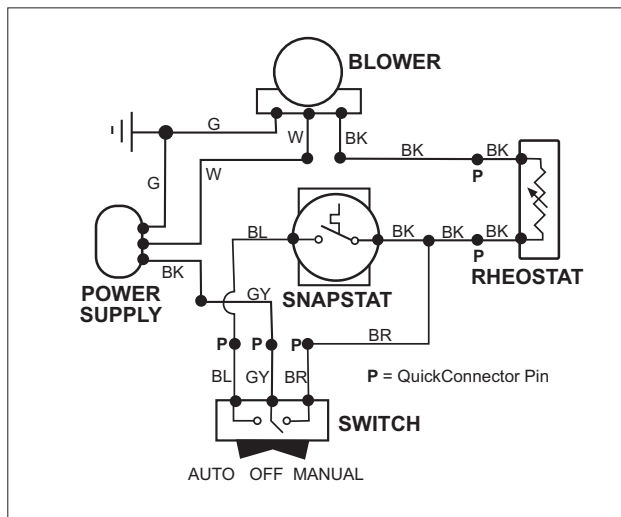 BLOWER
G
W
BK
BK
BK
P
G
W
BL
BK
BK
BK
P
RHEOSTAT
BK
POWER
SUPPLY
SNAPSTAT
GY
BR
P
P
P
P = QuickConnector Pin
BL
GY
BR
SWITCH
AUTO OFF MANUAL